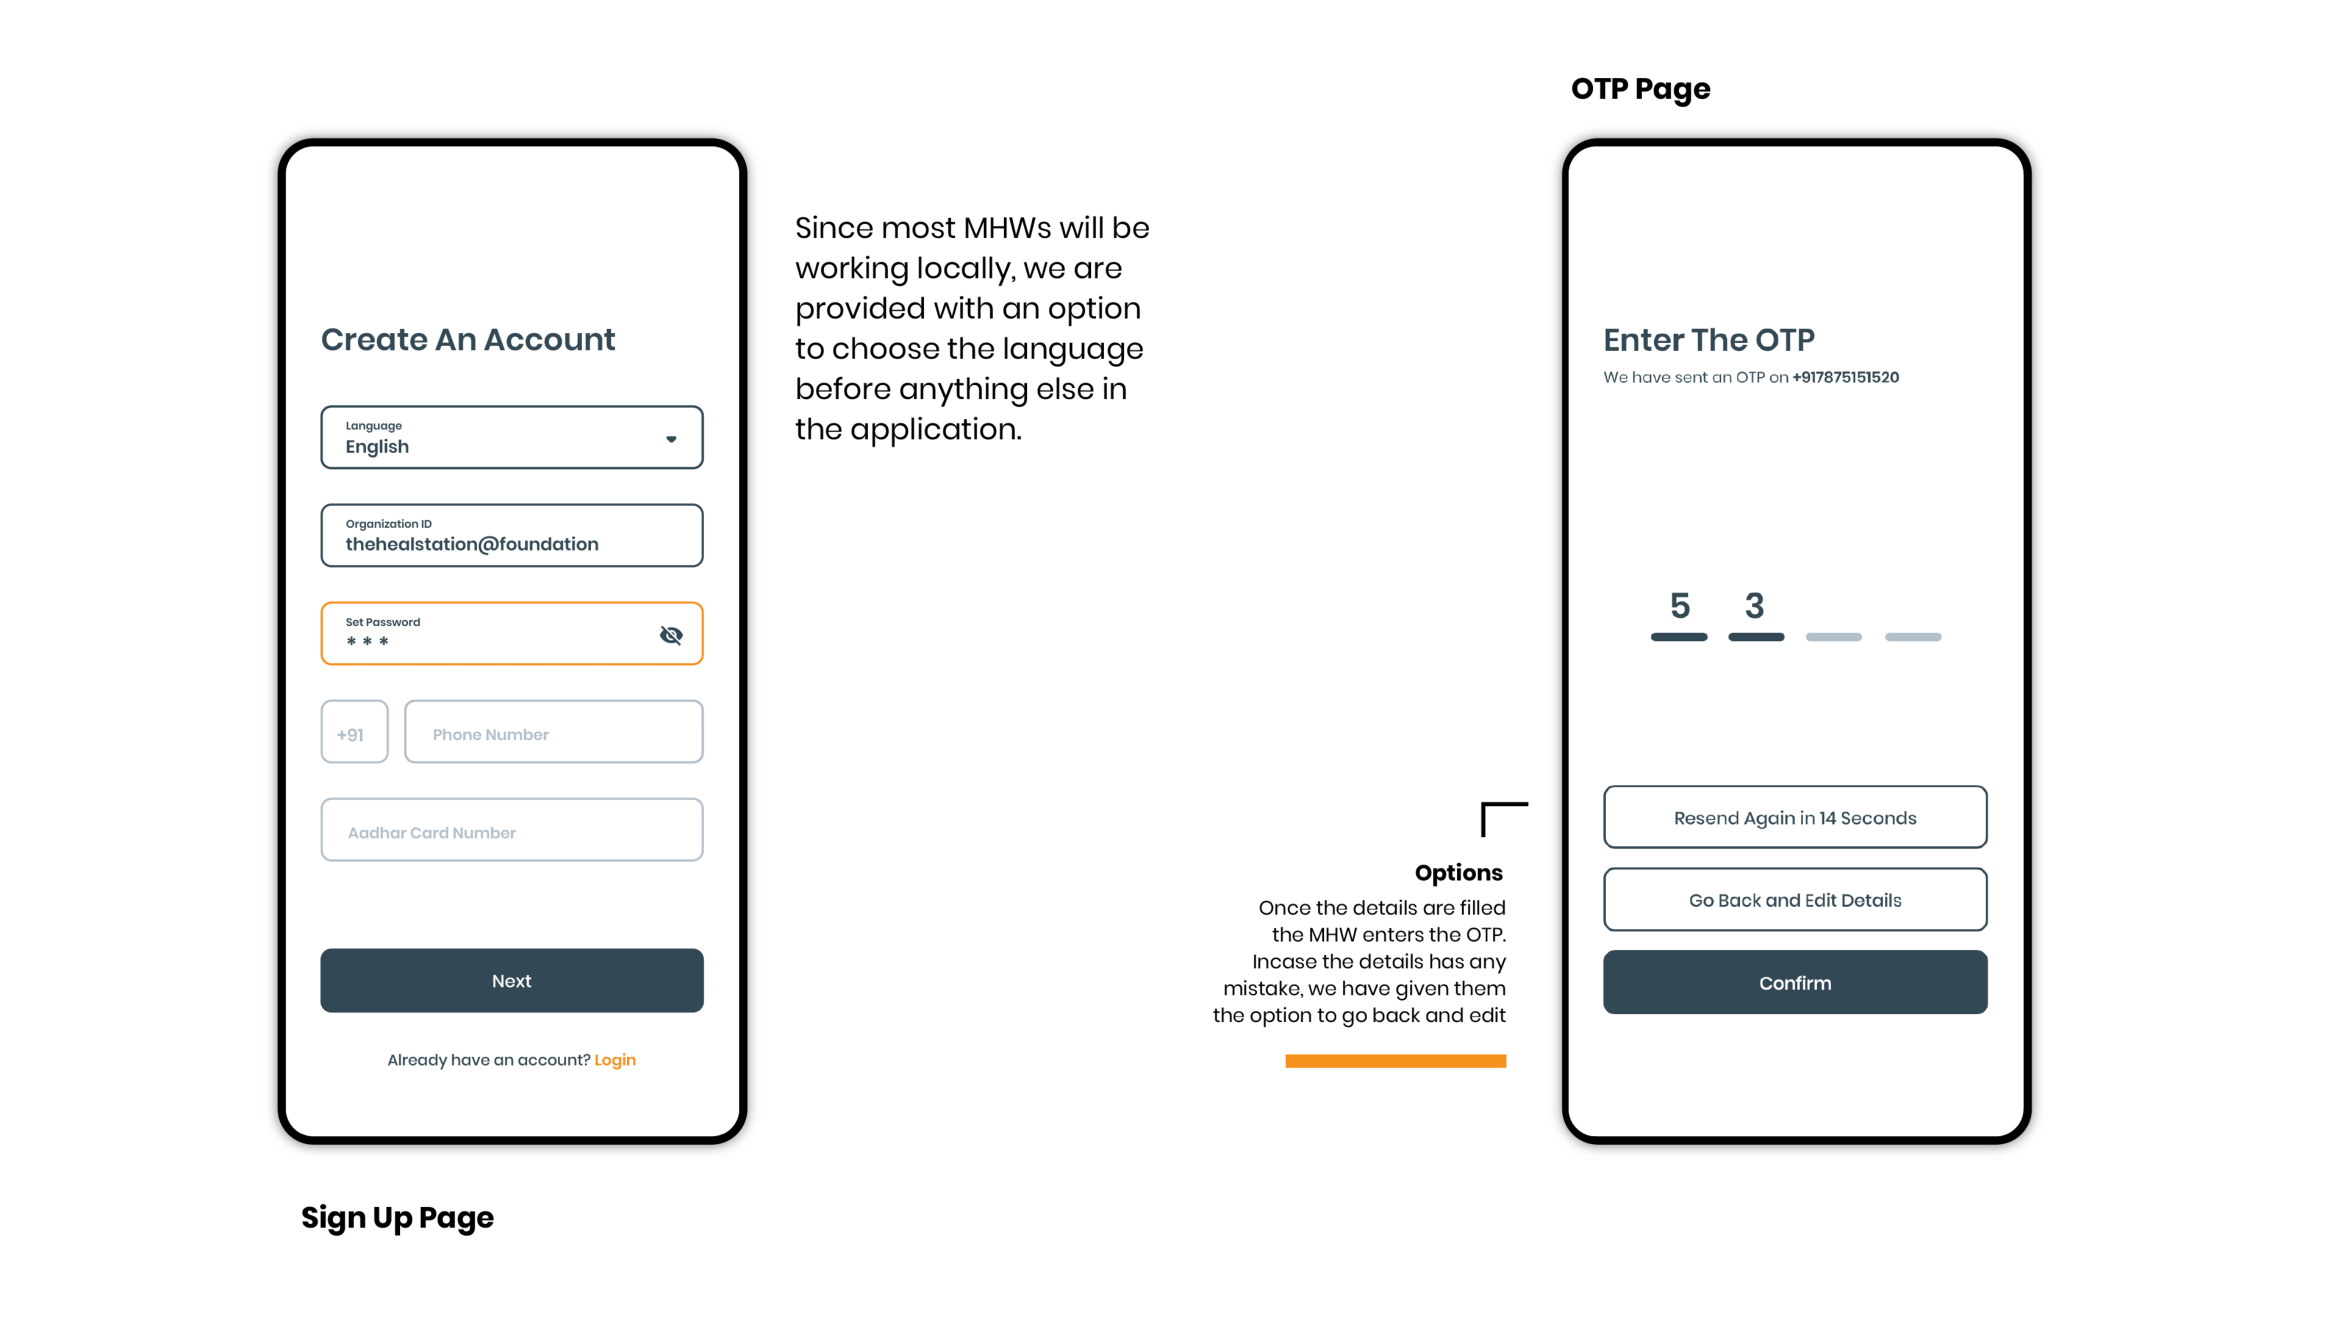 Create An Account
Language
English
Organization ID
thehealstation@foundation
Set Password
* * *
+91
Phone Number
Aadhar Card Number
Next
Already have an account? Login
Sign Up Page
Since most MHWs will be
working locally, we are
provided with an option
to choose the language
before anything else in
the application.
Options
Once the details are filled
the MHW enters the OTP.
Incase the details has any
mistake, we have given them
the option to go back and edit
OTP Page
Enter The OTP
We have sent an OTP on +917875151520
5 3
Resend Again in 14 Seconds
Go Back and Edit Details
Confirm